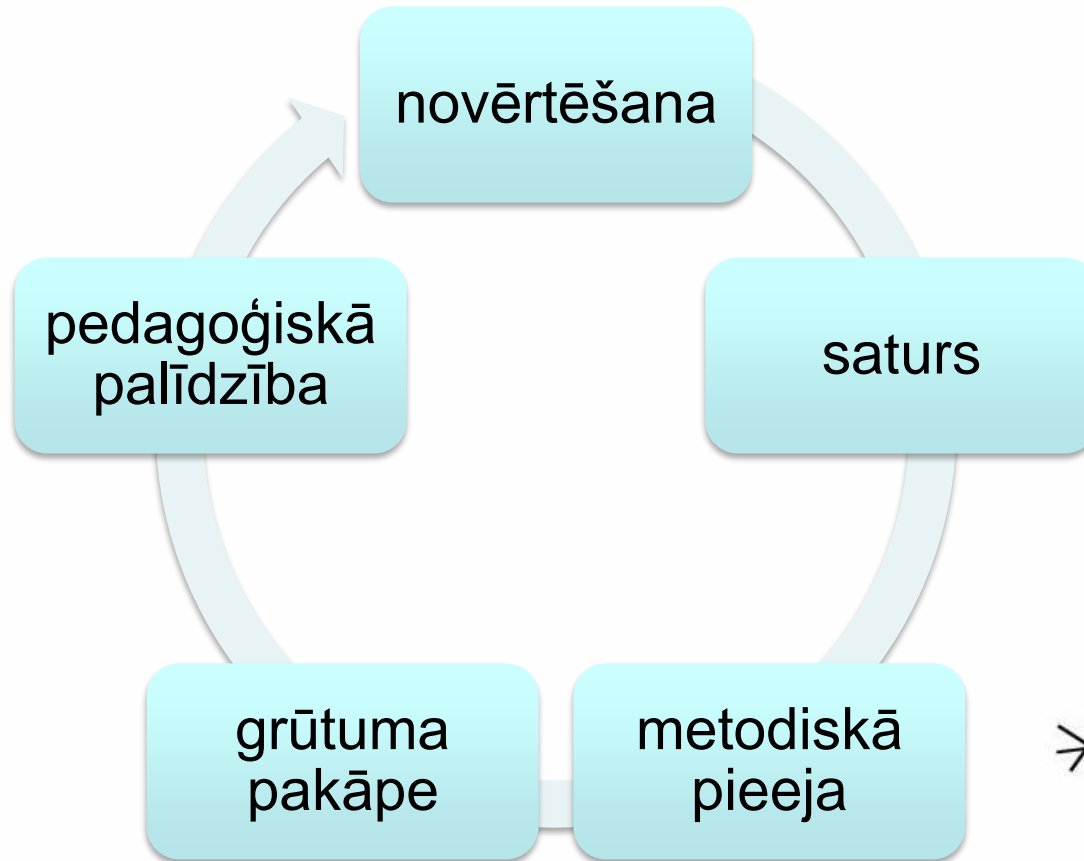 novērtēšana
saturs
metodiskā
pieeja
grūtuma
pakāpe
pedagoģiskā
palīdzība